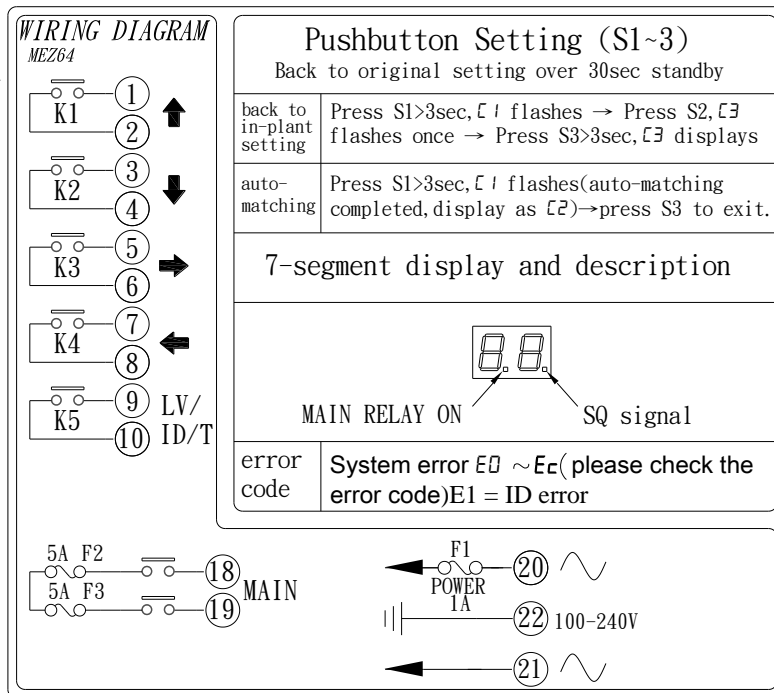 WIRING DIAGRAM
MEZ64
K1
1
2
K2
3
4
K3
5
6
K4
7
8
K5
9
10
LV/
ID/T
Pushbutton Setting (S1~3)
Back to original setting over 30sec standby
back to
in-plant
setting
Press S1>3sec, C1 flashes → Press S2, C3
flashes once → Press S3>3sec, C3 displays
auto-
matching
Press S1>3sec, C1 flashes(auto-matching
completed, display as C2)→press S3 to exit.
7-segment display and description
8.8.
MAIN RELAY ON
SQ signal
error
code
System error E0 ~Ec( please check the
error code)E1 = ID error
5A F2
18
5A F3
19
MAIN
F1
POWER
1A
20
22 100-240V
21